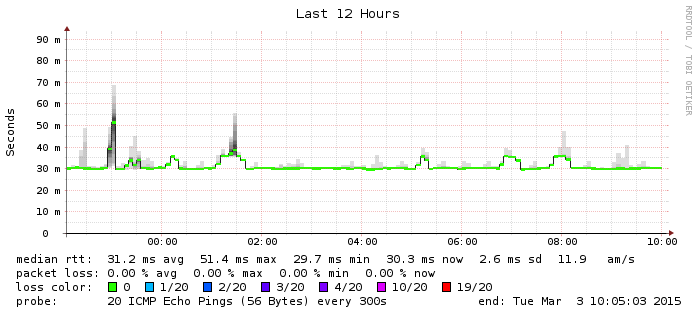 Last 12 Hours
RRDTOOL / TOBI OETIKER
Seconds
90 m
80 m
70 m
60 m
50 m
40 m
30 m
20 m
10 m
0
00:00 02:00 04:00 06:00 08:00 10:00
median rtt: 31.2 ms avg 51.4 ms max 29.7 ms min 30.3 ms now 2.6 ms sd 11.9 am/s
packet loss: 0.00 % avg 0.00 % max 0.00 % min 0.00 % now
loss color: 0 1/20 2/20 3/20 4/20 10/20 19/20
probe: 20 ICMP Echo Pings (56 Bytes) every 300s end: Tue Mar 3 10:05:03 2015